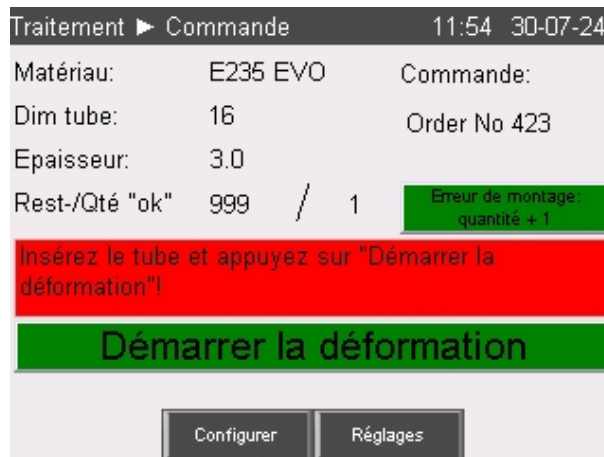 Traitement ► Commande 11:54 30-07-24
Matériau: E235 EVO Commande:
Dim tube: 16 Order No 423
Epaisseur: 3.0
Rest-/Qté "ok" 999 / 1 Erreur de montage:
quantité + 1
Insérez le tube et appuyez sur "Démarrer la
déformation"!
Démarrer la déformation
Configurer Réglages